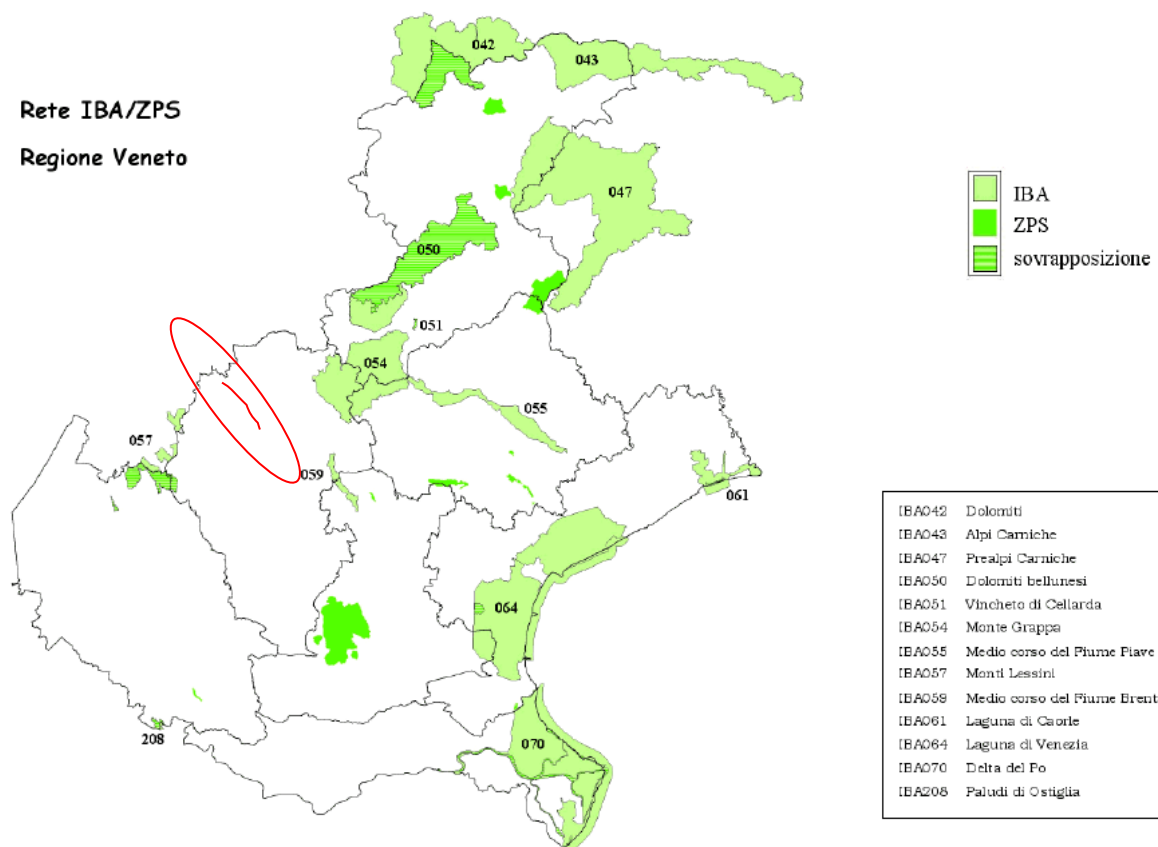 Rete IBA/ZPS
Regione Veneto
042
043
047
050
051
054
055
057
059
061
064
070
208
IBA
ZPS
sovrapposizione
IBA042 Dolomiti
IBA043 Alpi Carniche
IBA047 Prealpi Carniche
IBA050 Dolomiti bellunesi
IBA051 Vincheto di Cellarda
IBA054 Monte Grappa
IBA055 Medio corso del Fiume Piave
IBA057 Monti Lessini
IBA059 Medio corso del Fiume Brent
IBA061 Laguna di Caorle
IBA064 Laguna di Venezia
IBA070 Delta del Po
IBA208 Paludi di Ostiglia